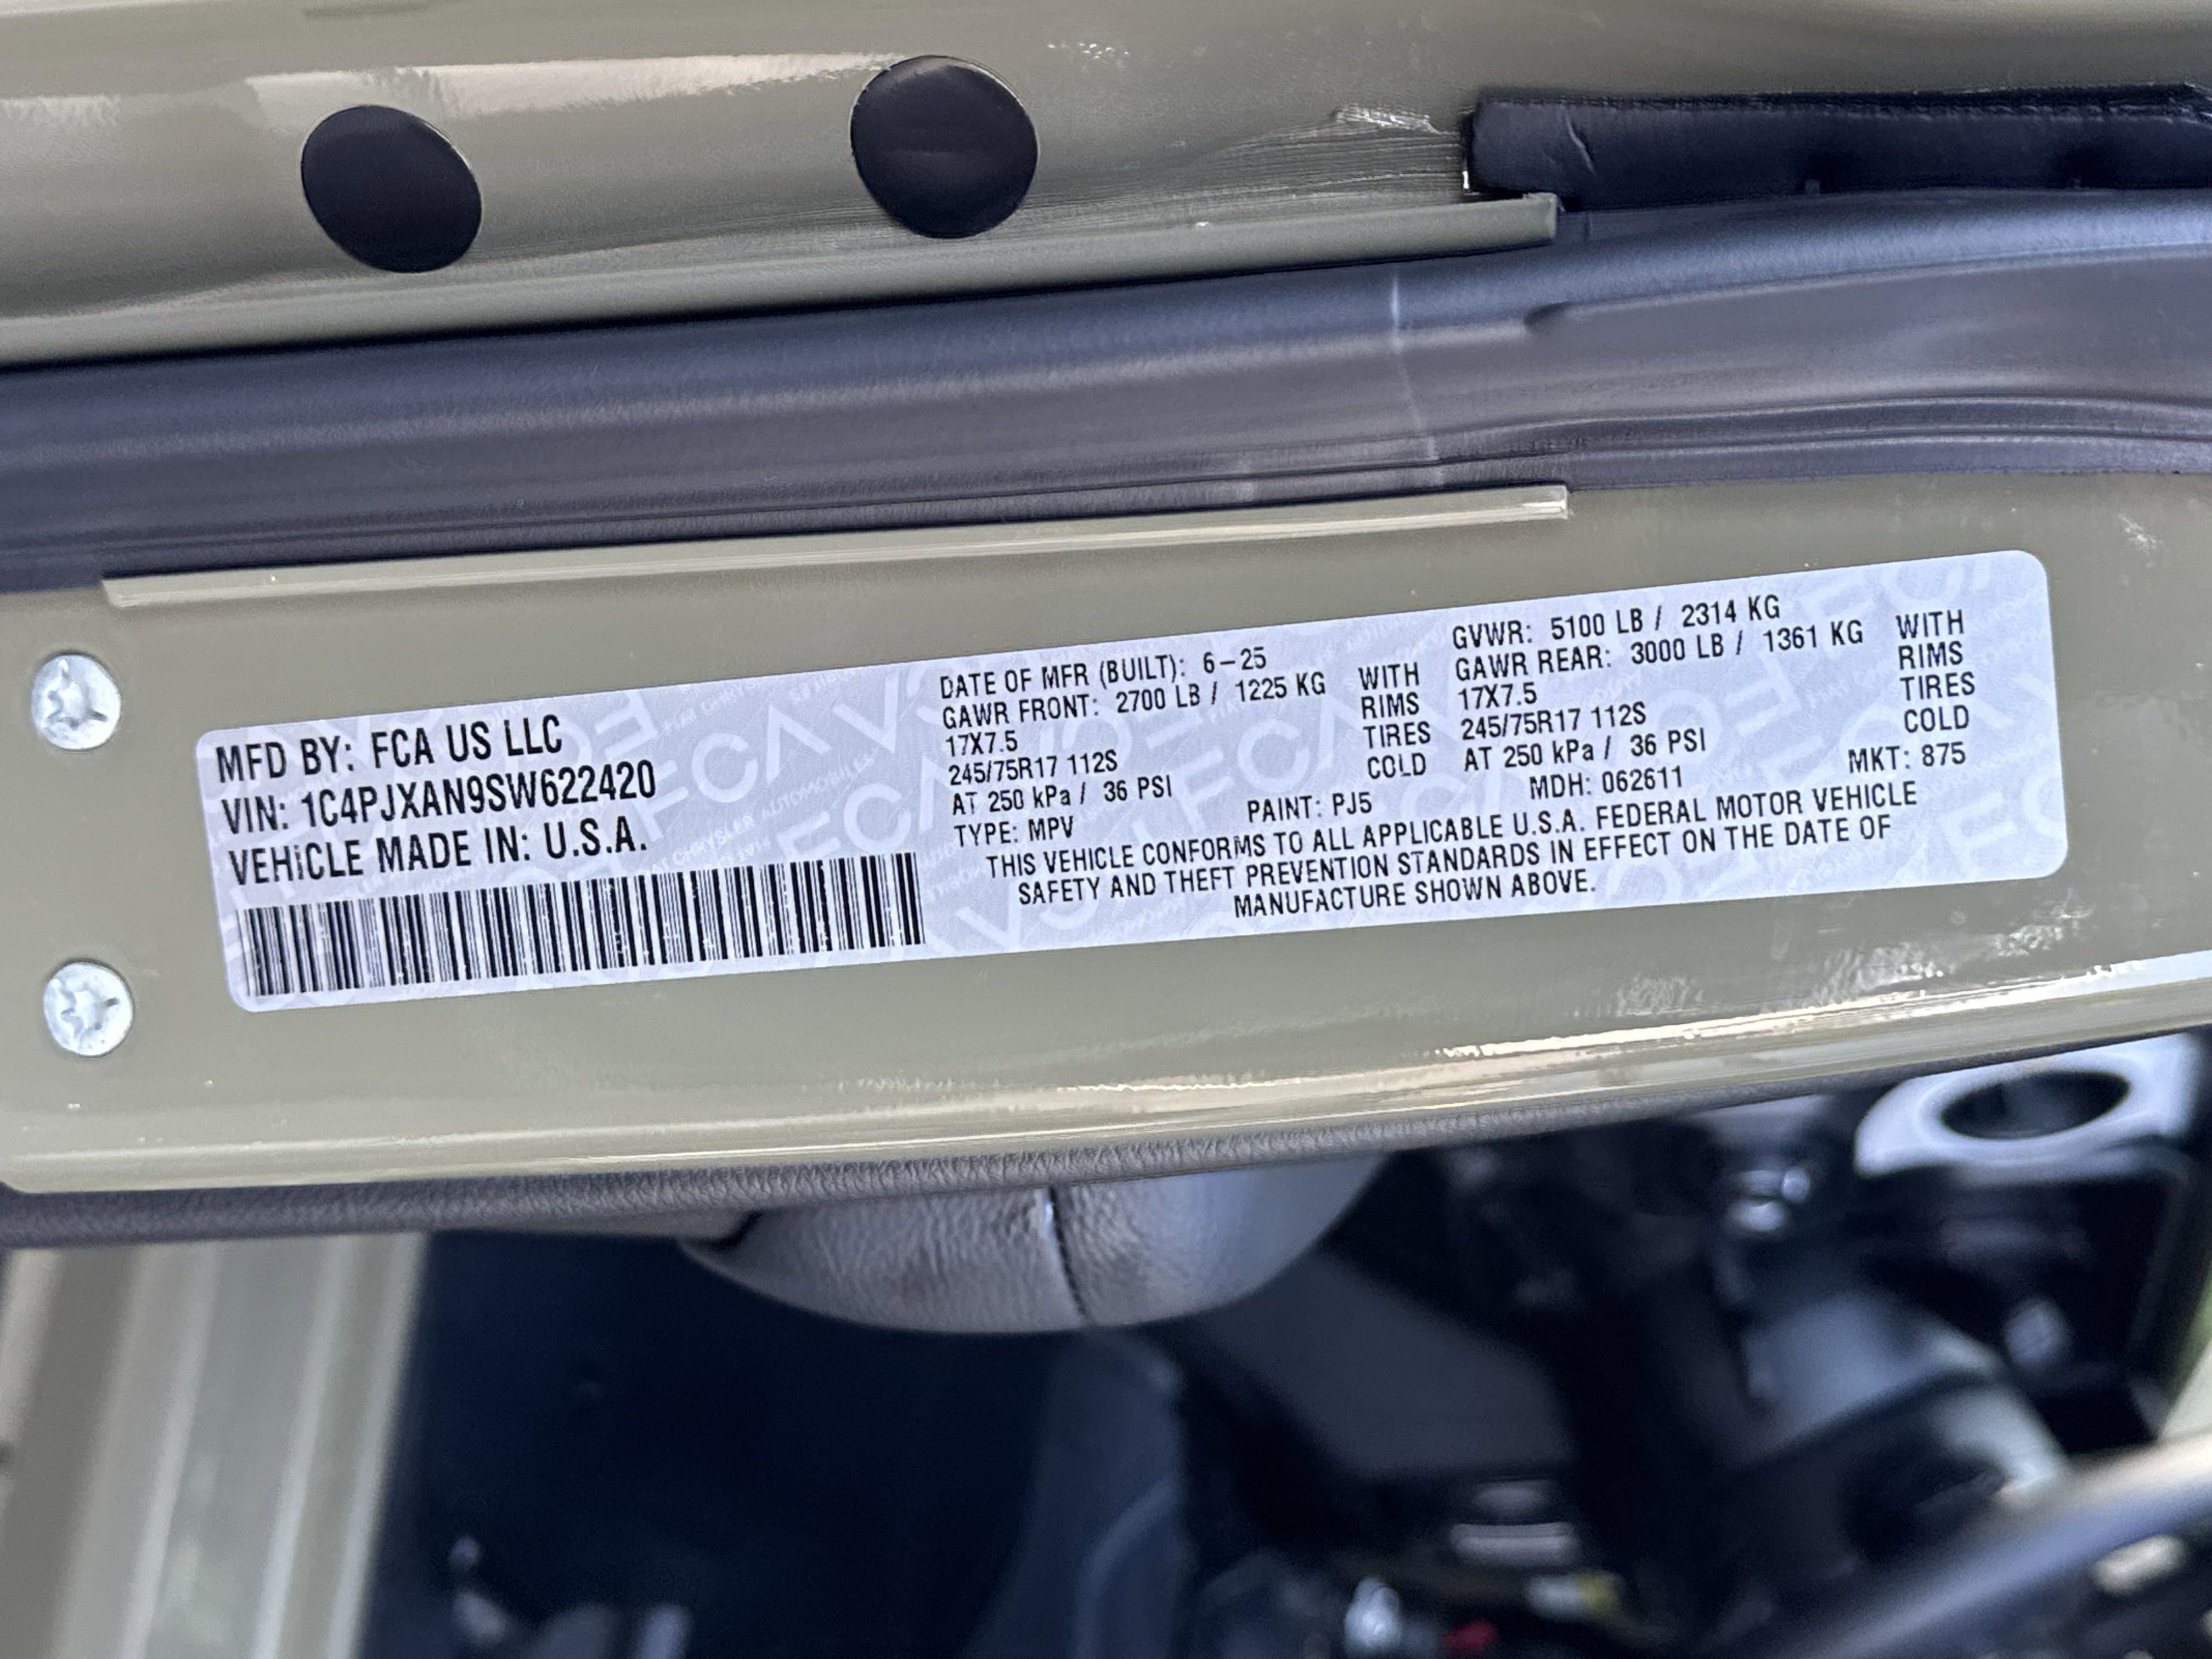 MFD BY: FCA US LLC
VIN: 1C4PJXAN9SW622420
VEHICLE MADE IN: U.S.A.
DATE OF MFR (BUILT): 6-25
GAWR FRONT: 2700 LB / 1225 KG WITH
17X7.5 RIMS
245/75R17 112S TIRES
AT 250 kPa / 36 PSI COLD
GVWR: 5100 LB / 2314 KG
GAWR REAR: 3000 LB / 1361 KG WITH
17X7.5 RIMS
245/75R17 112S TIRES
AT 250 kPa / 36 PSI COLD
TYPE: MPV PAINT: PJ5 MDH: 062611 MKT: 875
THIS VEHICLE CONFORMS TO ALL APPLICABLE U.S.A. FEDERAL MOTOR VEHICLE
SAFETY AND THEFT PREVENTION STANDARDS IN EFFECT ON THE DATE OF
MANUFACTURE SHOWN ABOVE.